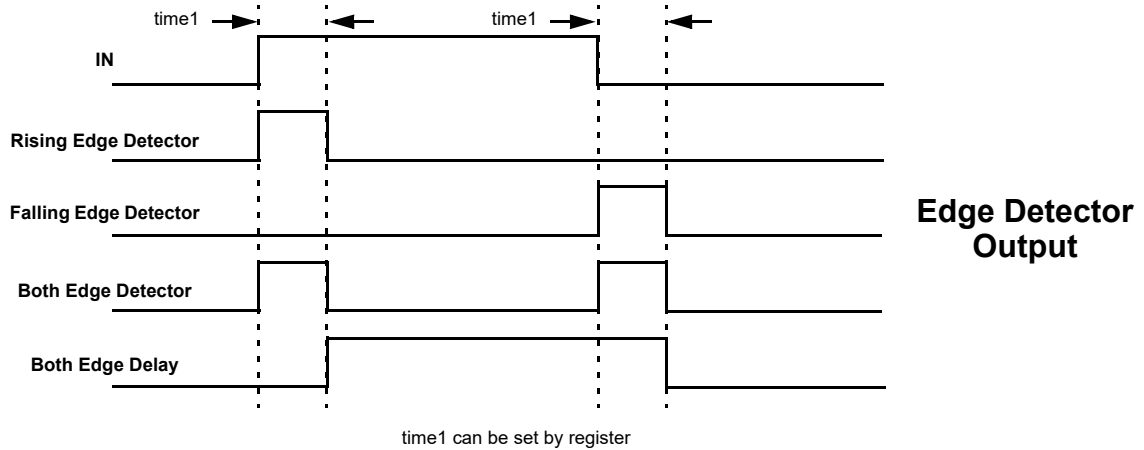 time1
time1
IN
Rising Edge Detector
Falling Edge Detector
Edge Detector
Output
Both Edge Detector
Both Edge Delay
time1 can be set by register